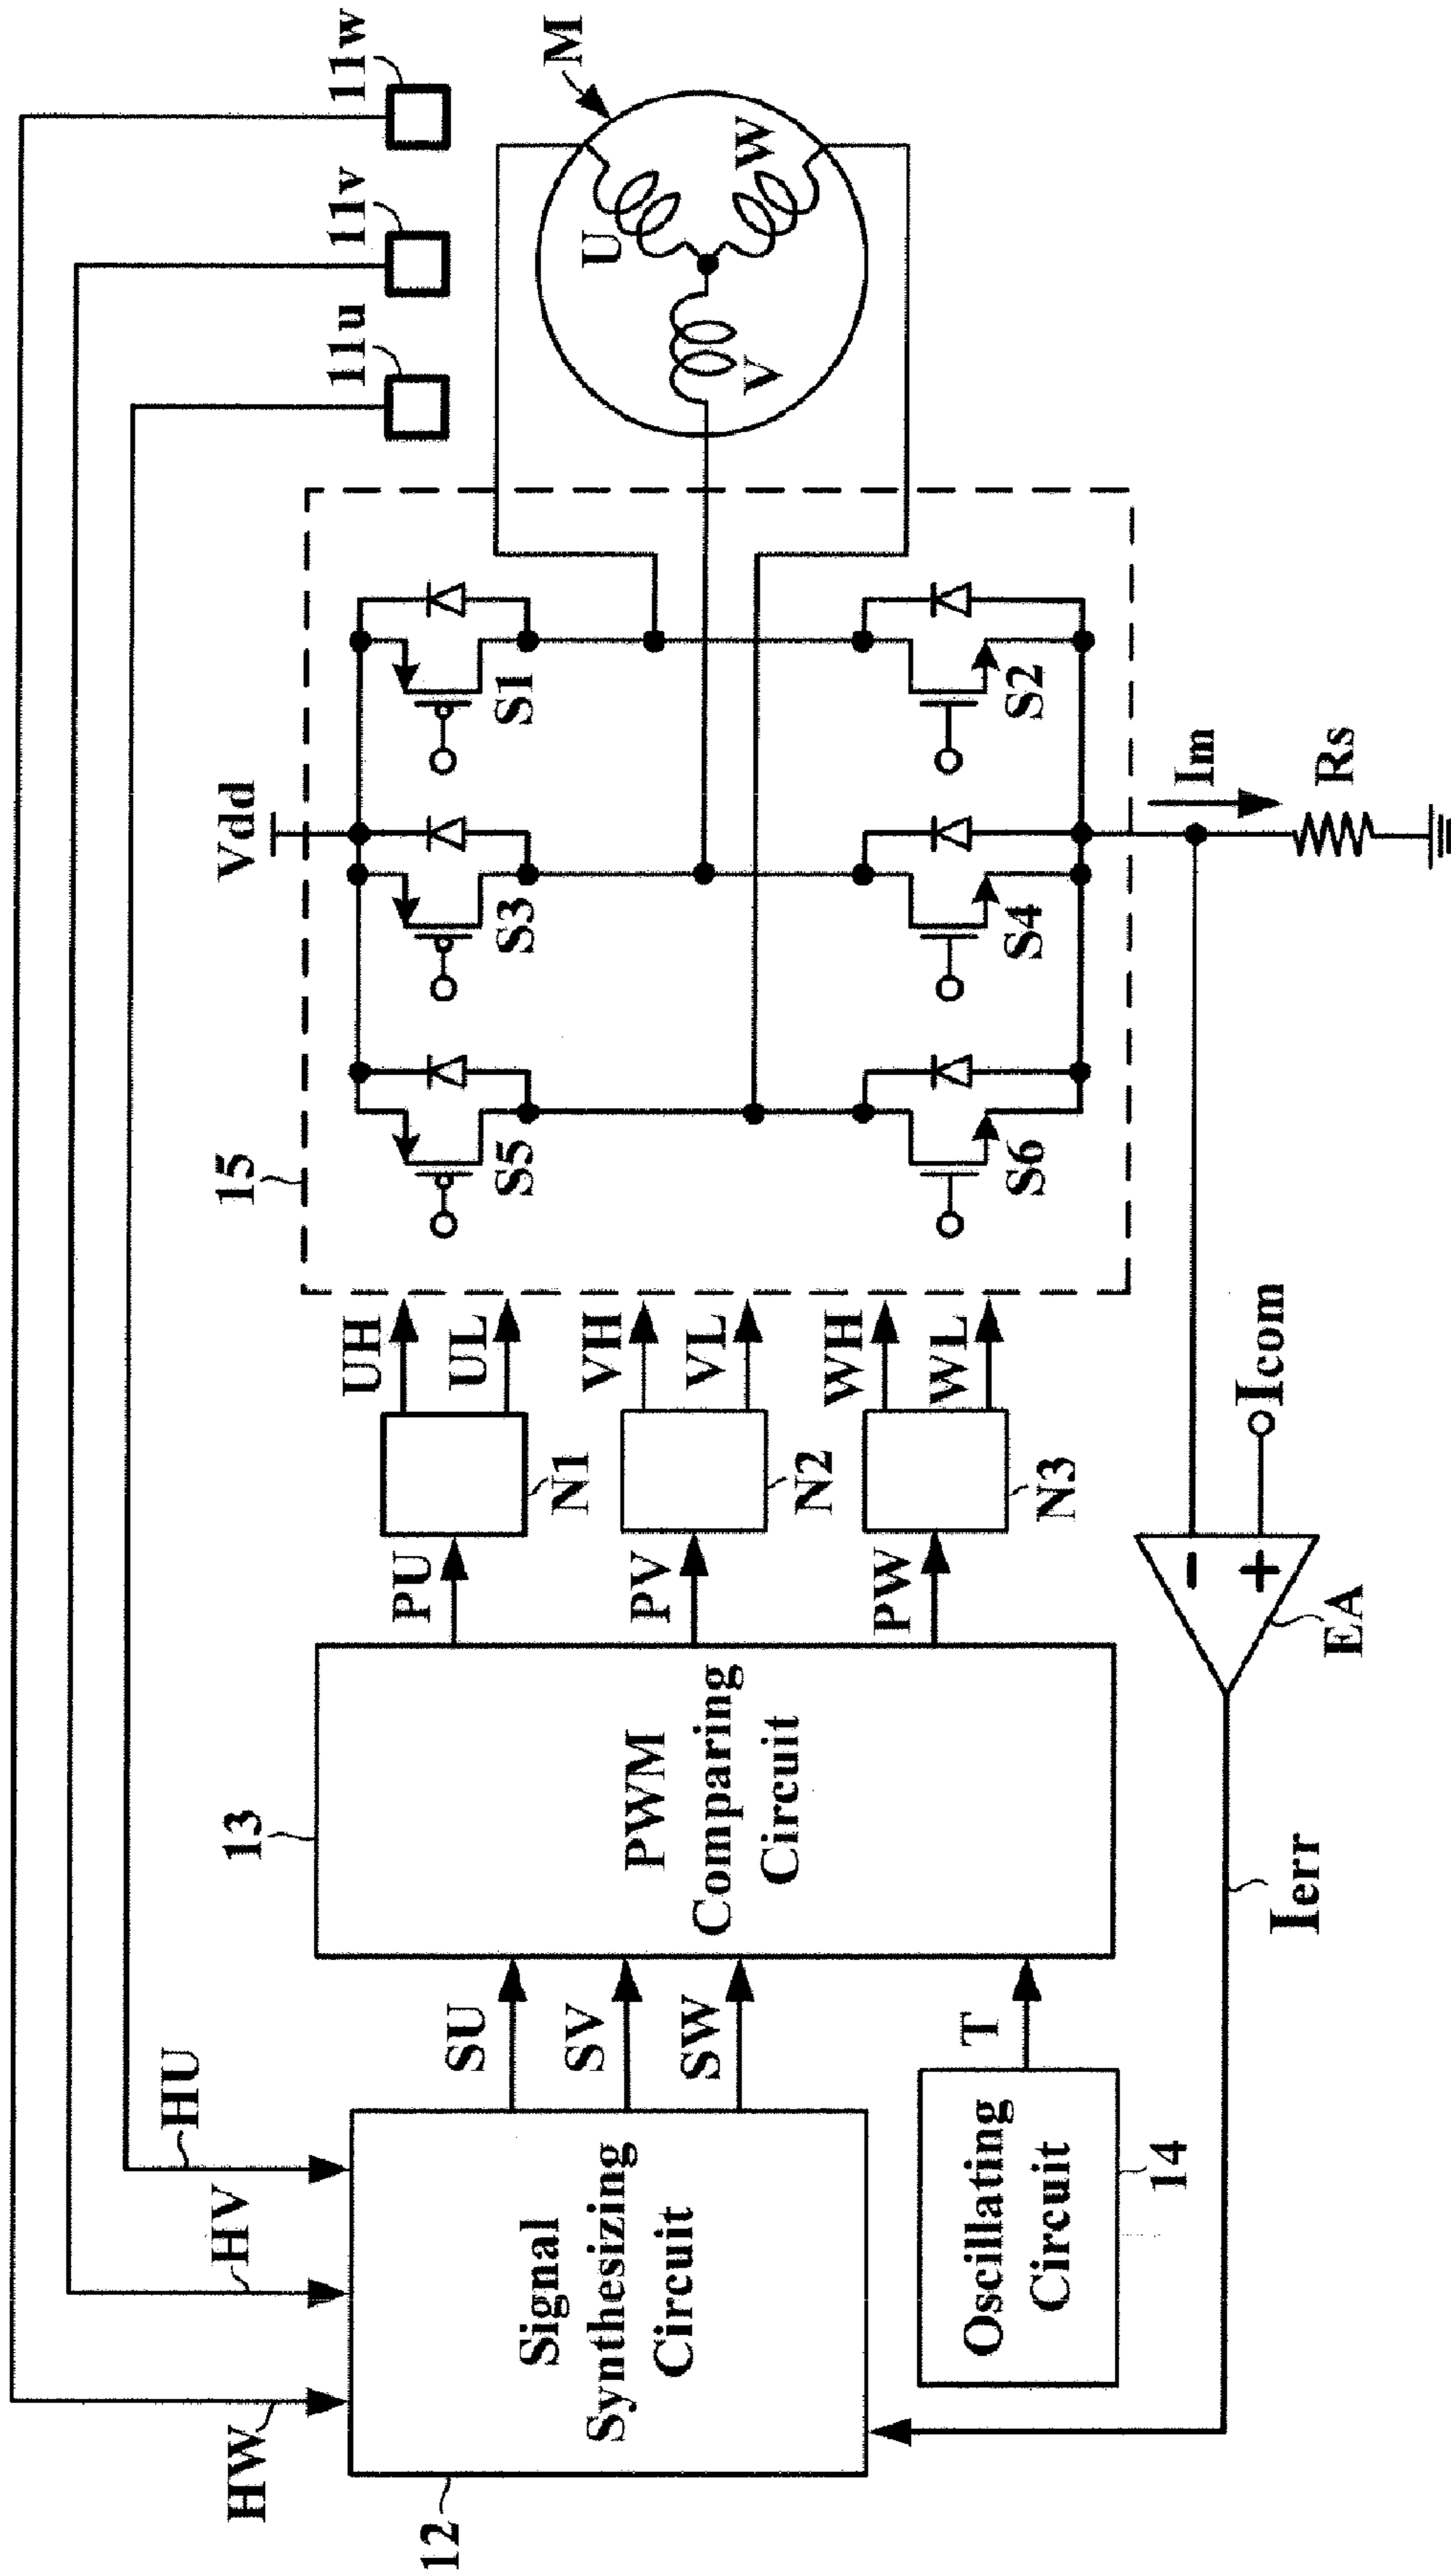 HW
HV
HU
11u
11v
11w
12
Signal
Synthesizing
Circuit
SU
SV
SW
13
PWM
Comparing
Circuit
Oscillating
Circuit
14
T
PU
PV
PW
N1
N2
N3
UH
UL
VH
VL
WH
WL
15
Vdd
S5
S3
S1
S6
S4
S2
M
U
V
W
Im
Rs
Icom
-
+
EA
Ierr